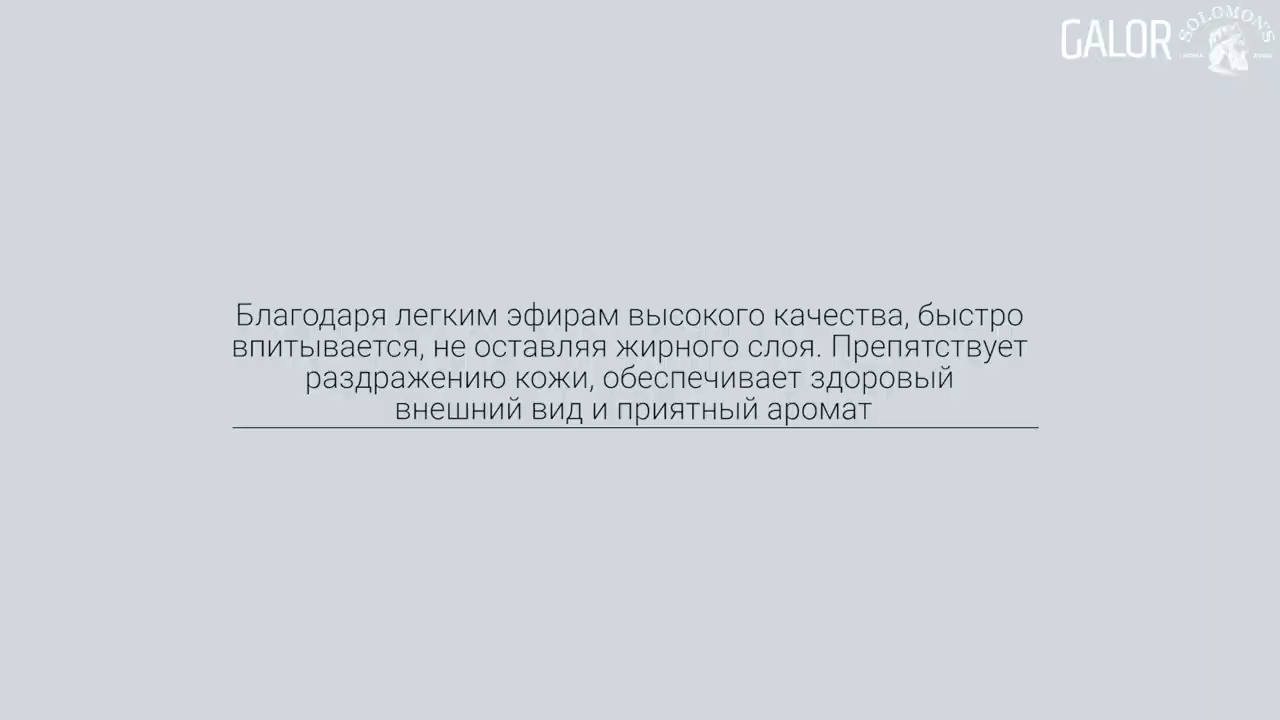 GALOR
SOLOMON'S
Благодаря легким эфирам высокого качества, быстро
впитывается, не оставляя жирного слоя. Препятствует
раздражению кожи, обеспечивает здоровый
внешний вид и приятный аромат